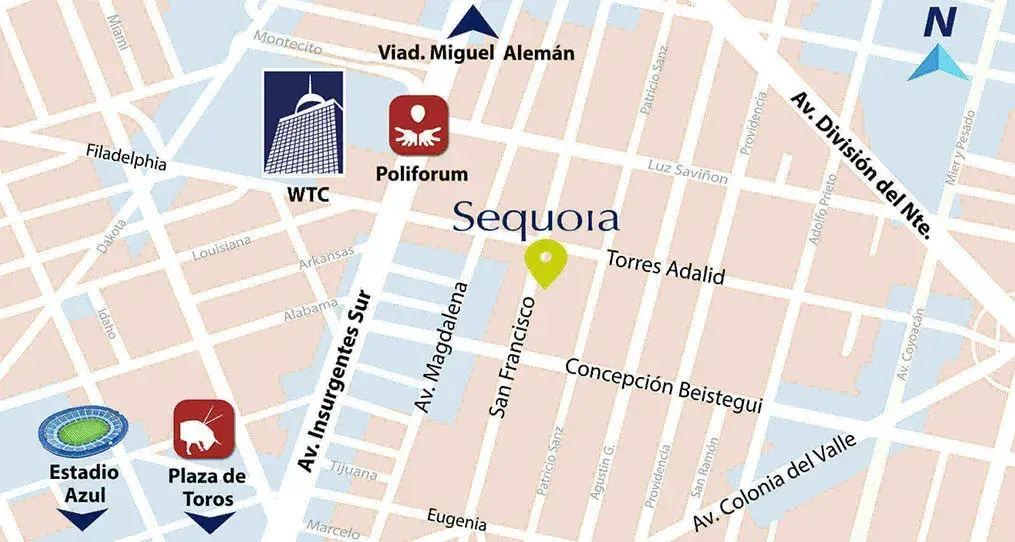 Miami
Montecito
Viad. Miguel Alemán
N
Patricio Sanz
Providencia
Av. División del Nte.
Mier y Pesado
Filadelphia
WTC
Poliforum
Luz Saviñon
Adolfo Prieto
Sequoia
Dakota
Louisiana
Arkansas
Alabama
Idaho
Torres Adalid
Av. Insurgentes Sur
Av. Magdalena
San Francisco
Concepción Beistegui
Av. Coyoacán
Estadio
Azul
Plaza de
Toros
Tijuana
Marcelo
Eugenia
Patricio Sanz
Agustín G.
Providencia
San Ramón
Av. Colonia del Valle